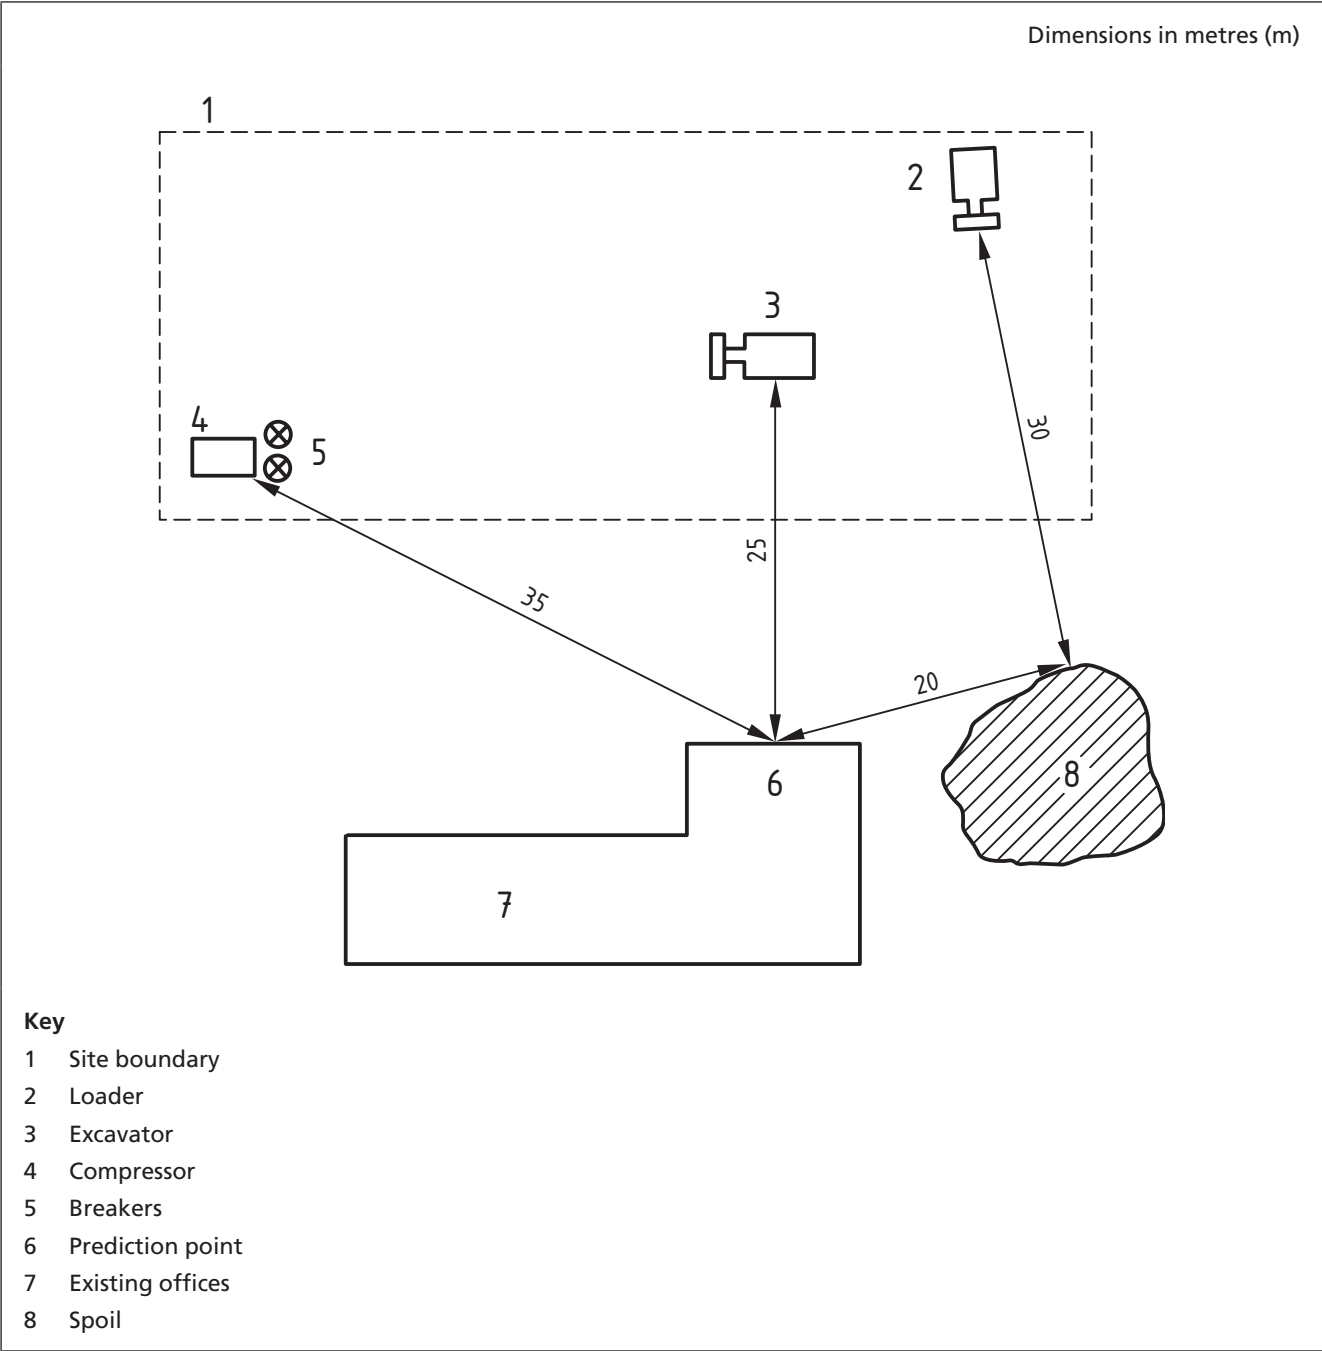 Dimensions in metres (m)
1
2
3
4
5
30
25
35
20
6
8
7
Key
1 Site boundary
2 Loader
3 Excavator
4 Compressor
5 Breakers
6 Prediction point
7 Existing offices
8 Spoil